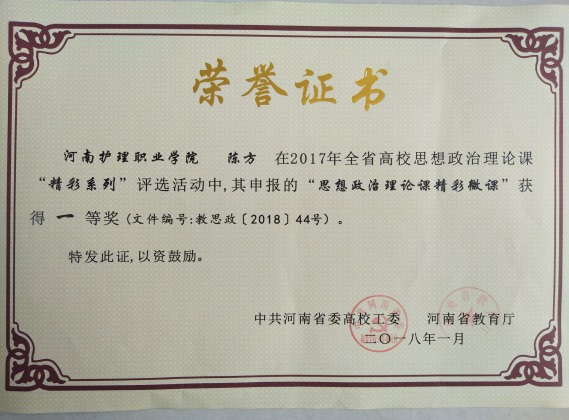 荣誉证书
河南护理职业学院 陈方 在2017年全省高校思想政治理论课
“精彩系列”评选活动中,其申报的“思想政治理论课精彩微课”获
得 一 等奖(文件编号:教思政〔2018〕44号)。
特发此证,以资鼓励。
中共河南省委高校工委 河南省教育厅
二〇一八年一月